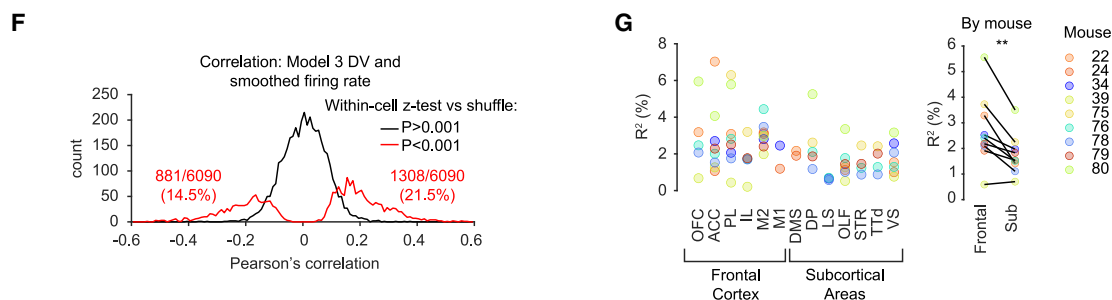 F
Correlation: Model 3 DV and
smoothed firing rate
Within-cell z-test vs shuffle:
P>0.001
P<0.001
881/6090
(14.5%)
1308/6090
(21.5%)
count
250
200
150
100
50
0
-0.6 -0.4 -0.2 0 0.2 0.4 0.6
Pearson's correlation
G
R² (%)
8
6
4
2
0
OFC ACC PL IL M2 M1 DMS DP LS OLF STR TTd VS
Frontal
Cortex
Subcortical
Areas
By mouse
**
R² (%)
6
5
4
3
2
1
0
Frontal Sub
Mouse
22
24
34
39
75
76
78
79
80